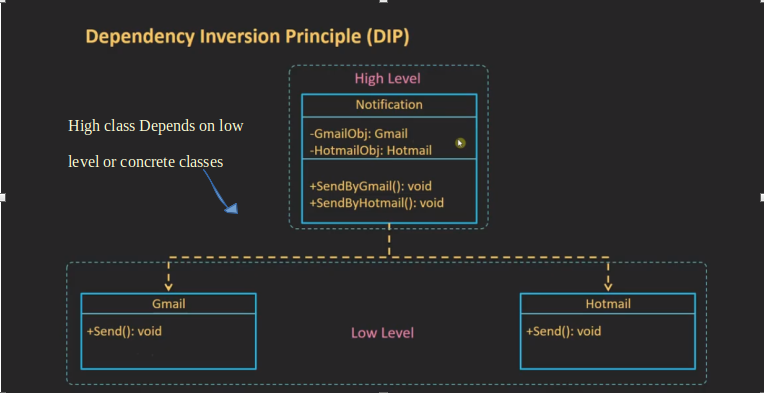 Dependency Inversion Principle (DIP)
High Level
Notification
-GmailObj: Gmail
-HotmailObj: Hotmail
+SendByGmail(): void
+SendByHotmail(): void
High class Depends on low
level or concrete classes
Gmail
+Send(): void
Low Level
Hotmail
+Send(): void